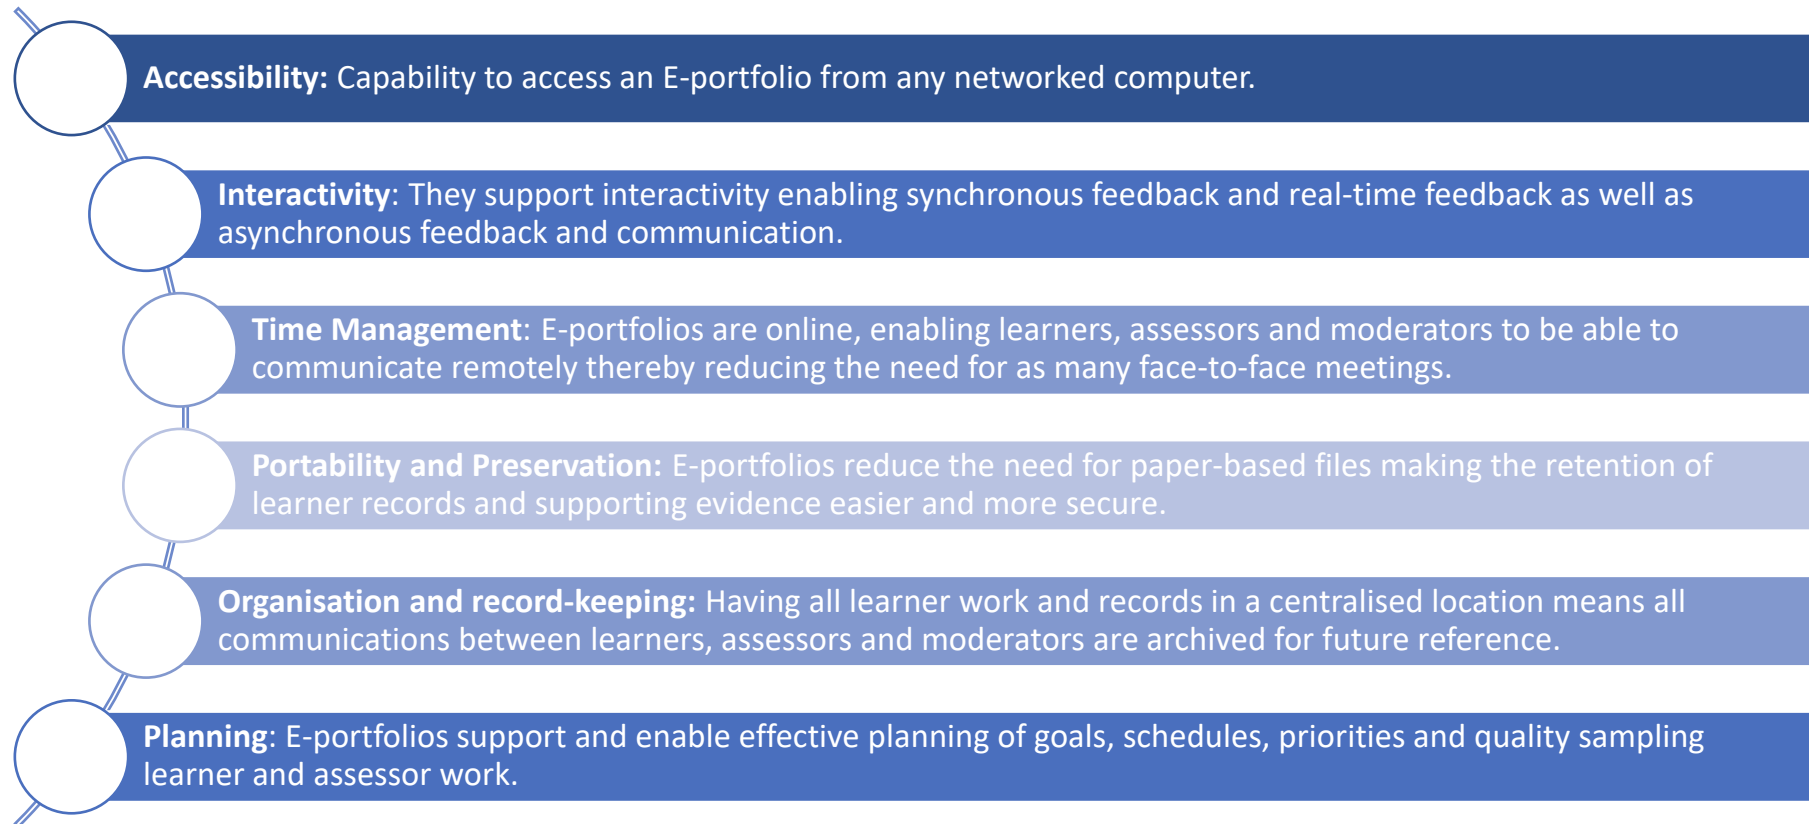 Accessibility: Capability to access an E-portfolio from any networked computer.
Interactivity: They support interactivity enabling synchronous feedback and real-time feedback as well as
asynchronous feedback and communication.
Time Management: E-portfolios are online, enabling learners, assessors and moderators to be able to
communicate remotely thereby reducing the need for as many face-to-face meetings.
Portability and Preservation: E-portfolios reduce the need for paper-based files making the retention of
learner records and supporting evidence easier and more secure.
Organisation and record-keeping: Having all learner work and records in a centralised location means all
communications between learners, assessors and moderators are archived for future reference.
Planning: E-portfolios support and enable effective planning of goals, schedules, priorities and quality sampling
learner and assessor work.